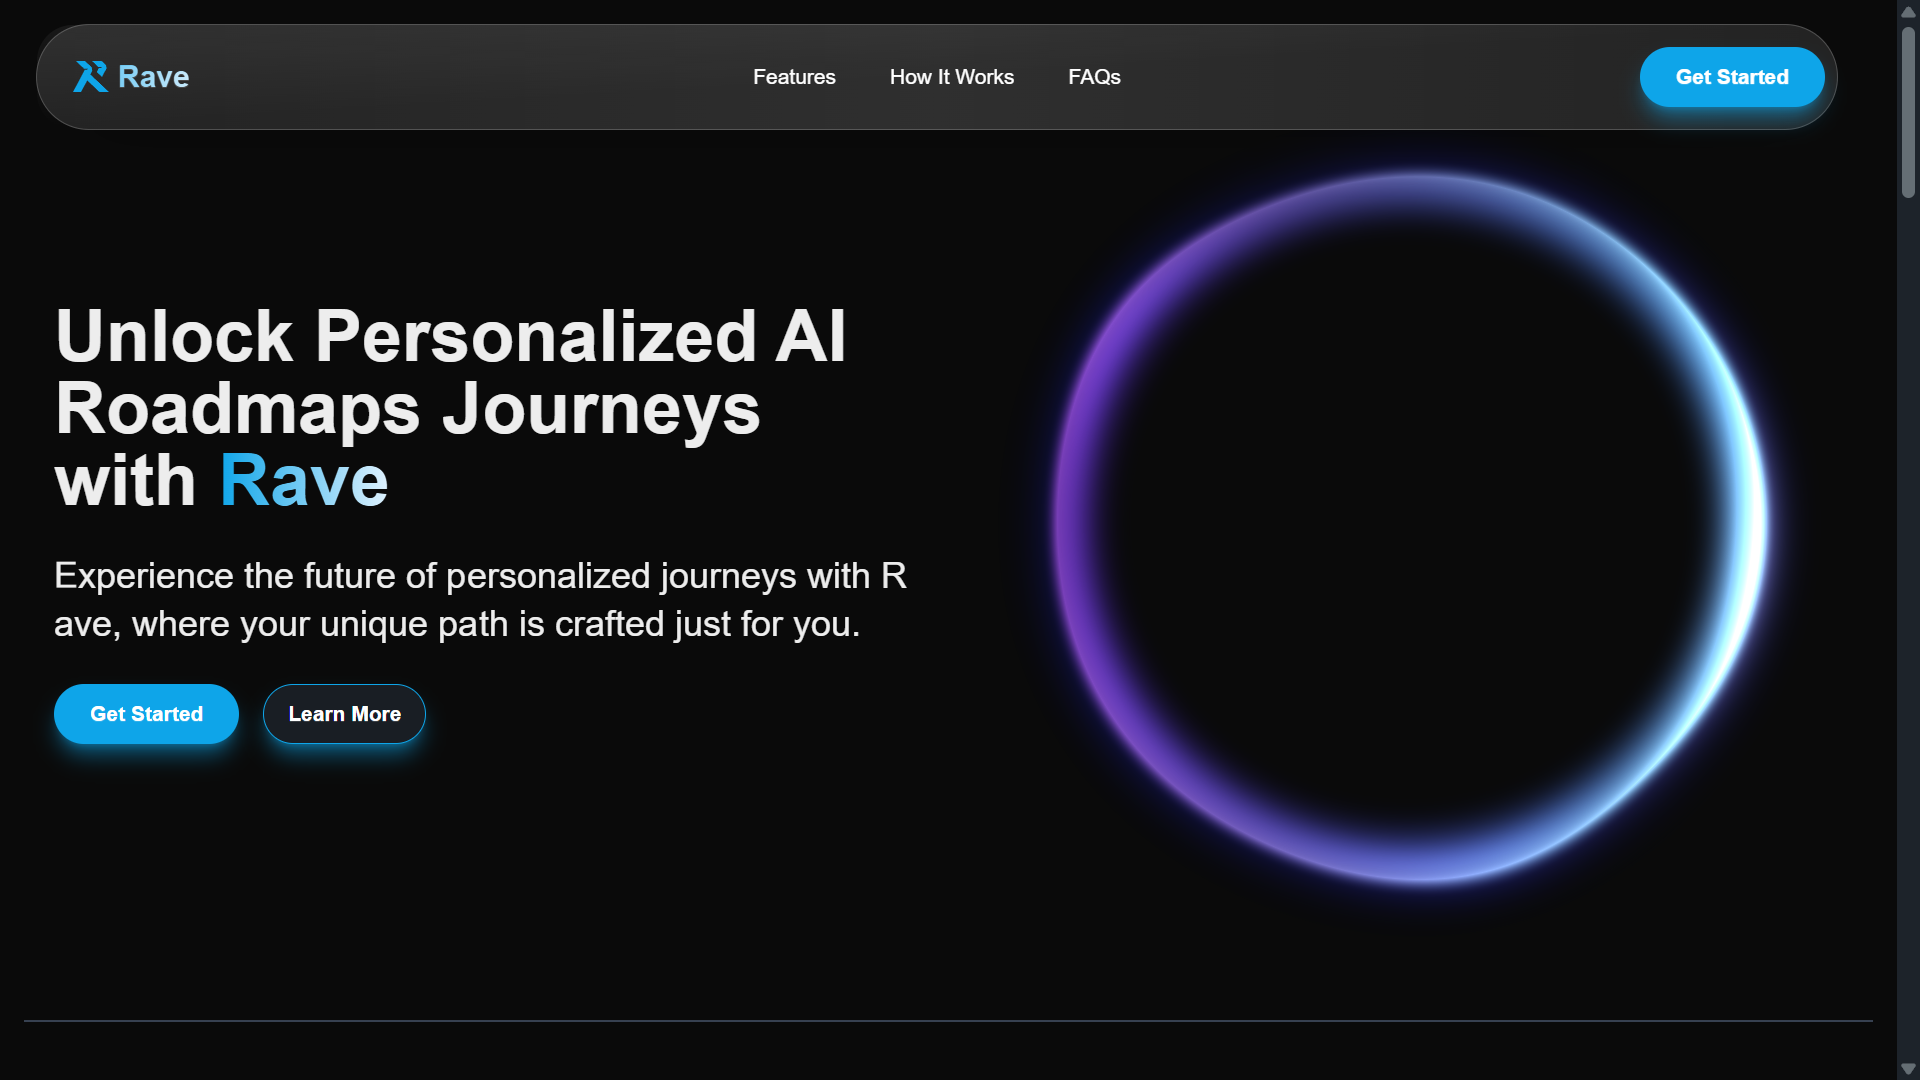 Rave
Features
How It Works
FAQs
Get Started
Unlock Personalized AI
Roadmaps Journeys
with Rave
Experience the future of personalized journeys with R
ave, where your unique path is crafted just for you.
Get Started
Learn More